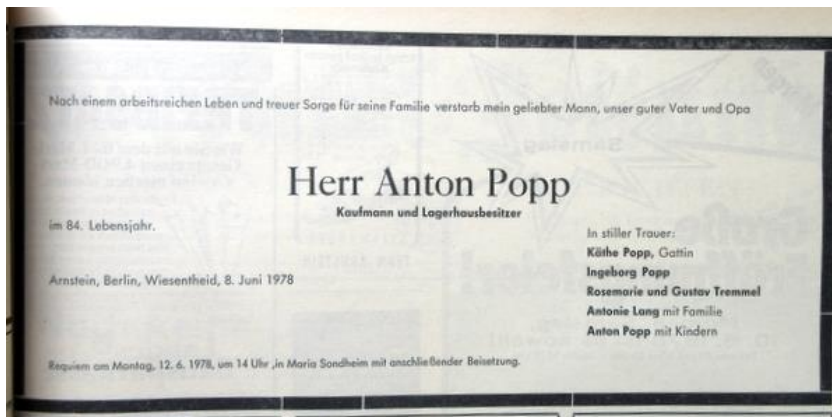 Nach einem arbeitsreichen Leben und treuer Sorge für seine Familie verstarb mein geliebter Mann, unser guter Vater und Opa
Herr Anton Popp
Kaufmann und Lagerhausbesitzer
im 84. Lebensjahr.
Arnstein, Berlin, Wiesentheid, 8. Juni 1978
In stiller Trauer:
Käthe Popp, Gattin
Ingeborg Popp
Rosemarie und Gustav Tremmel
Antonie Lang mit Familie
Anton Popp mit Kindern
Requiem am Montag, 12. 6. 1978, um 14 Uhr ,in Maria Sondheim mit anschließender Beisetzung.